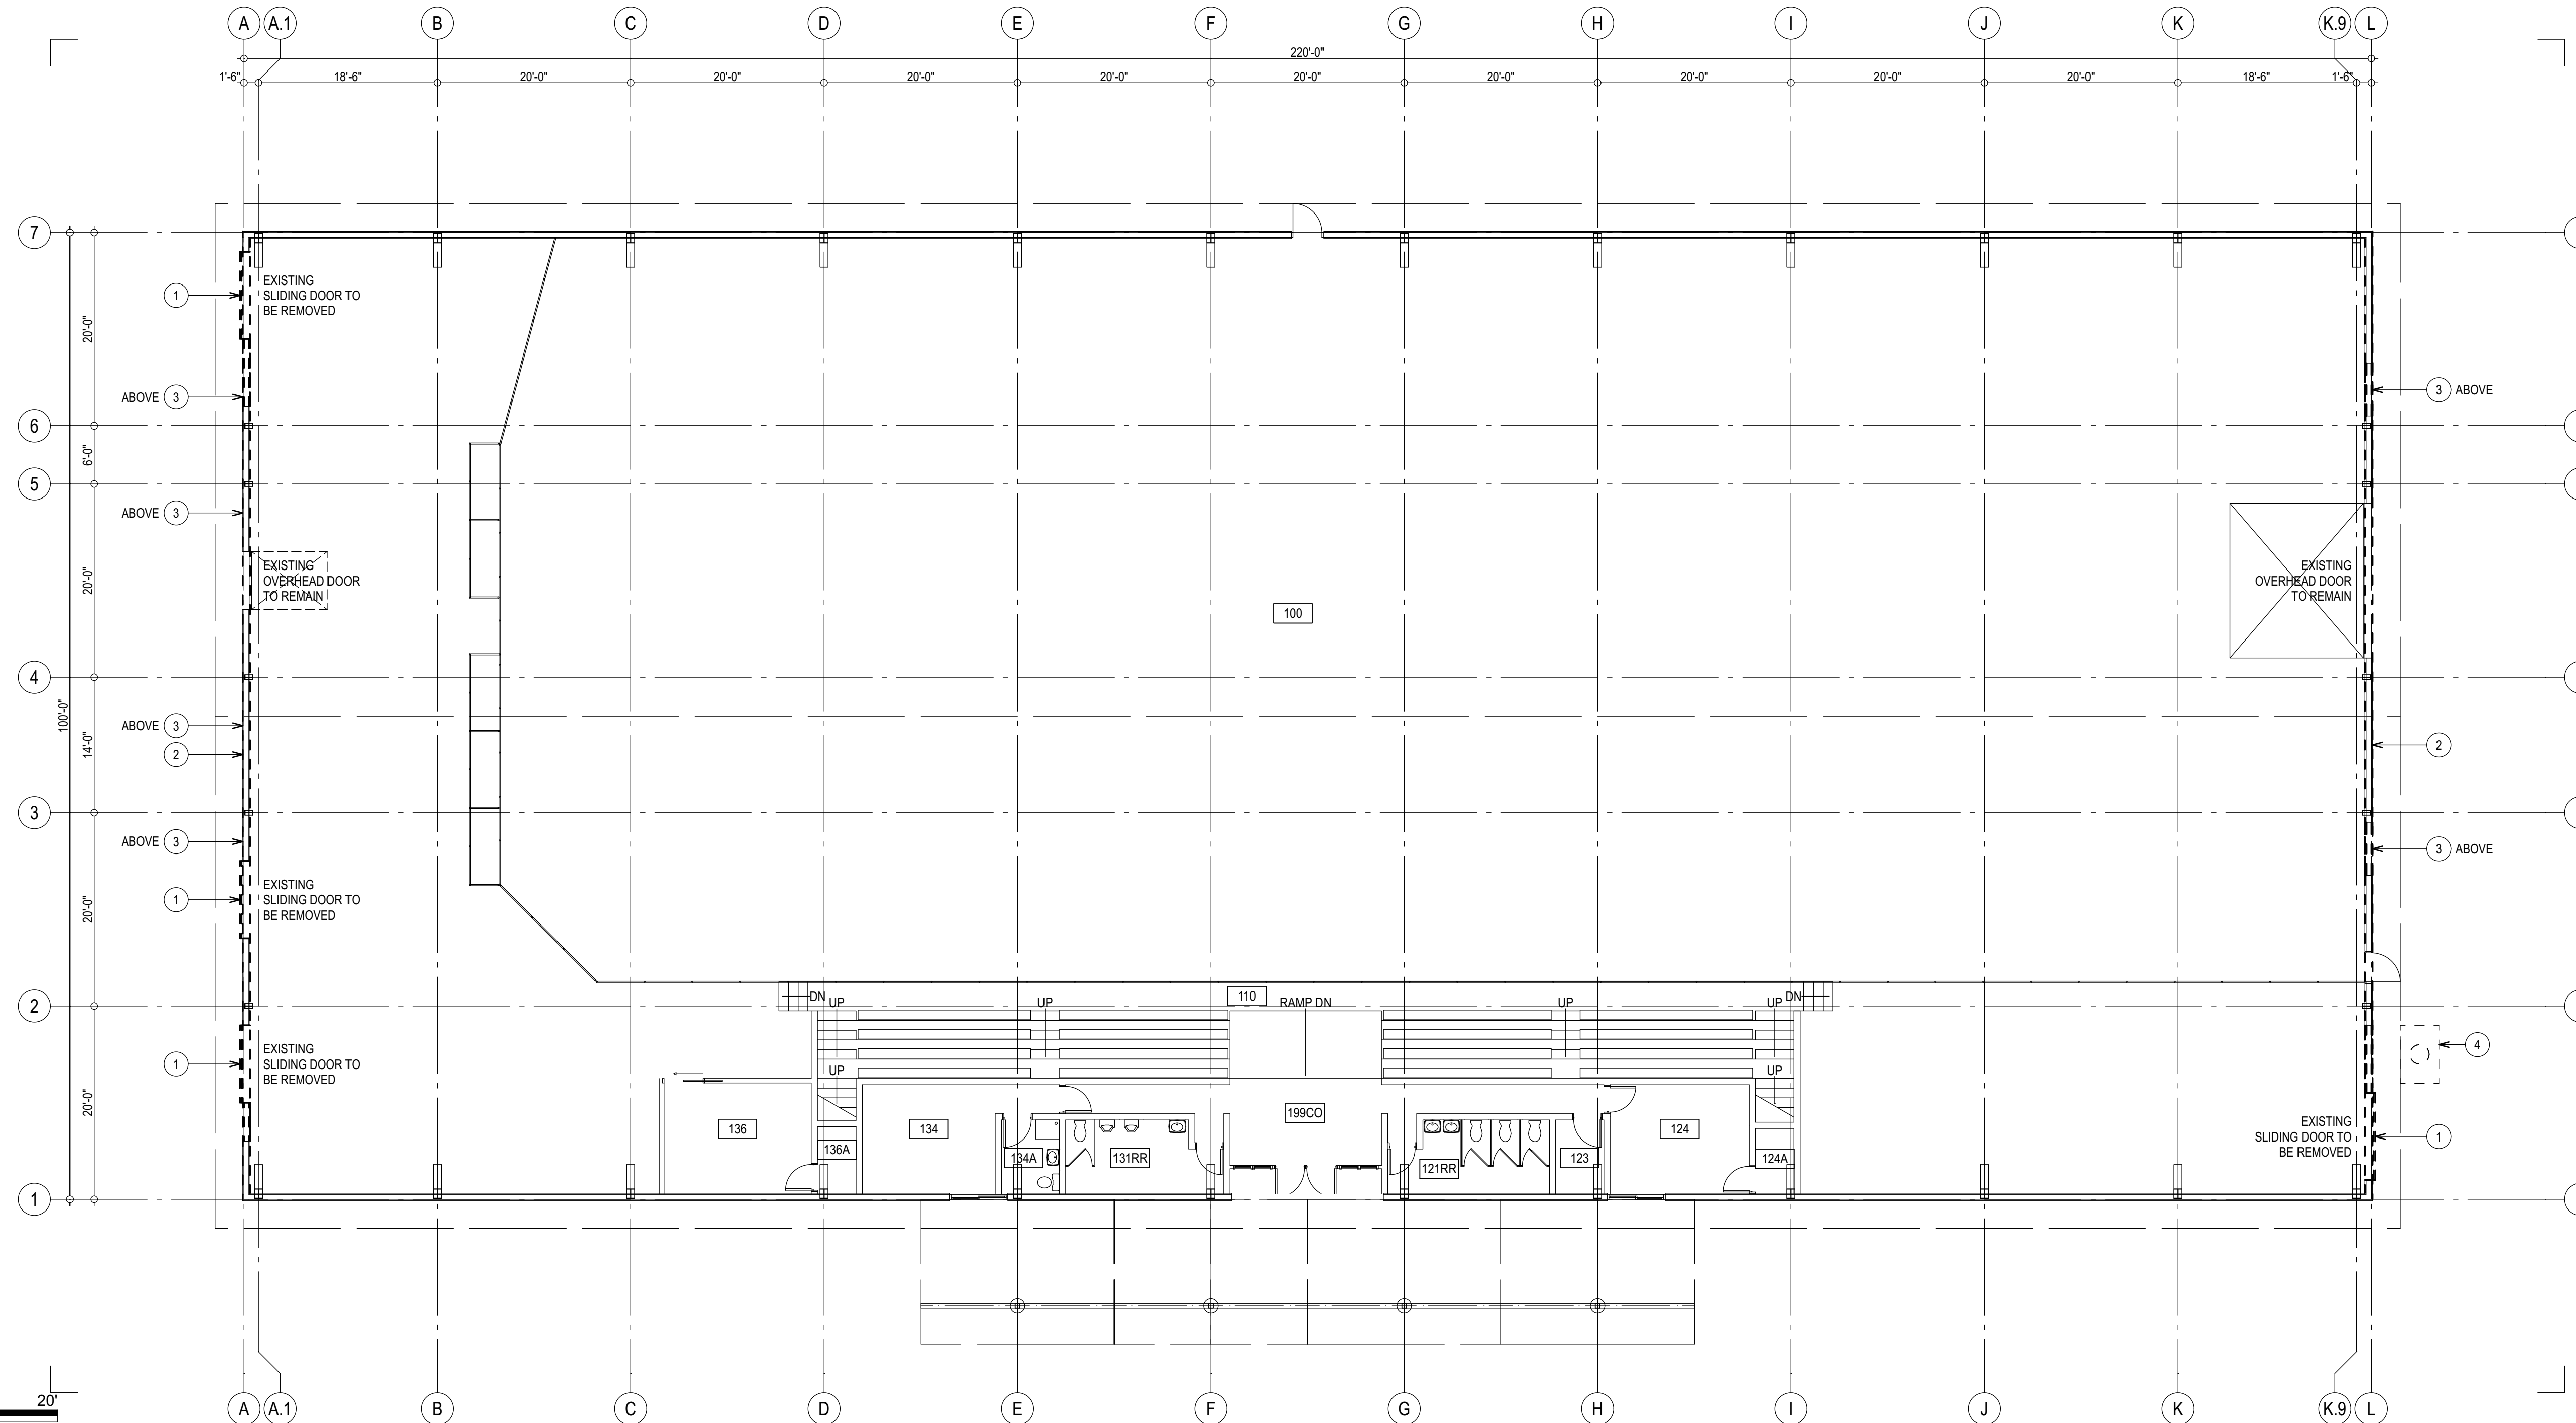 A A.1 B C D E F G H I J K K.9 L
220'-0"
1'-6" 18'-6" 20'-0" 20'-0" 20'-0" 20'-0" 20'-0" 20'-0" 20'-0" 20'-0" 20'-0" 18'-6" 1'-6"
7
EXISTING
SLIDING DOOR TO
BE REMOVED
1
20'-0"
ABOVE 3
3 ABOVE
6
6'-0"
5
ABOVE 3
EXISTING
OVERHEAD DOOR
TO REMAIN
20'-0"
100
EXISTING
OVERHEAD DOOR
TO REMAIN
4
100'-0"
ABOVE 3
14'-0"
2
2
3
ABOVE 3
3 ABOVE
EXISTING
SLIDING DOOR TO
BE REMOVED
1
20'-0"
2
DN UP UP 110 RAMP DN UP UP DN
EXISTING
SLIDING DOOR TO
BE REMOVED
1
4
UP UP
20'-0"
199CO
136 134 124
136A 134A 131RR 121RR 123 124A
EXISTING
SLIDING DOOR TO
BE REMOVED
1
1
20'
A A.1 B C D E F G H I J K K.9 L